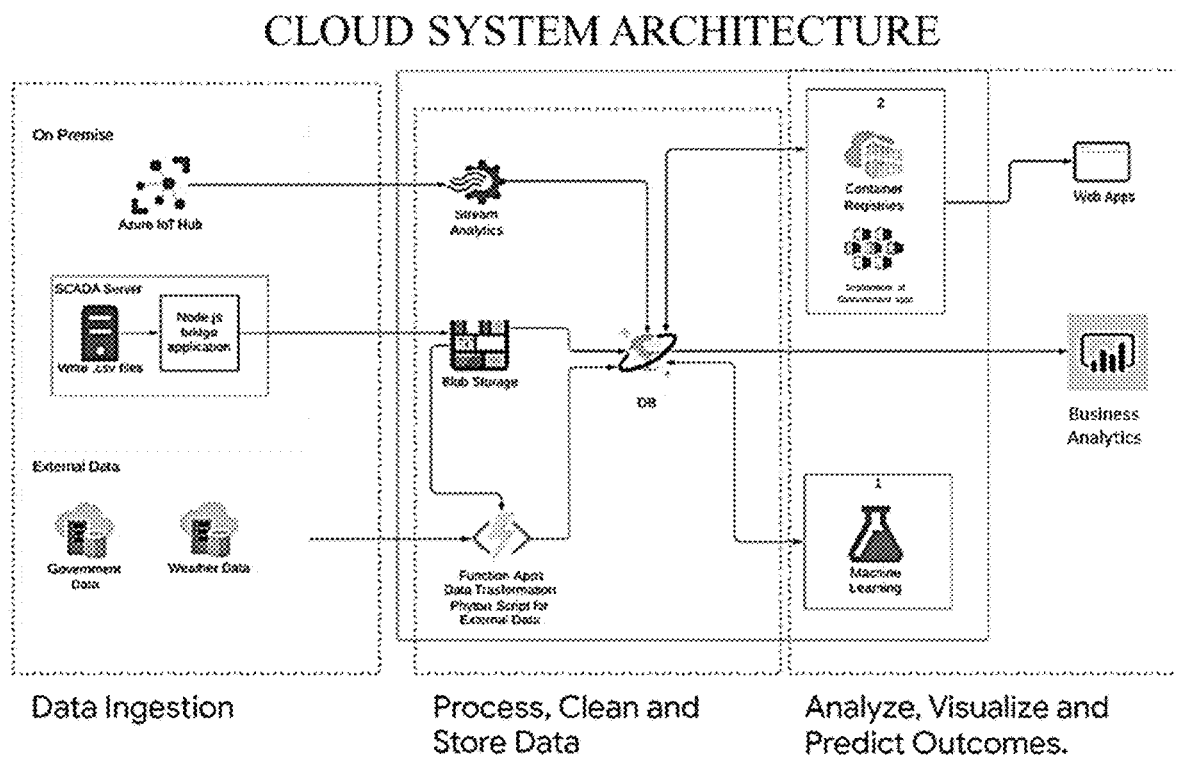 CLOUD SYSTEM ARCHITECTURE
On Premise
Azure IoT Hub
SCADA Server
Write .csv files
Node.js
bridge
application
External Data
Government
Data
Weather Data
Data Ingestion
Stream
Analytics
Blob Storage
DB
Function Apps
Data Trasformation
Phyton Script for
External Data
Process, Clean and
Store Data
2
Container
Registries
1
Machine
Learning
Web Apps
Business
Analytics
Analyze, Visualize and
Predict Outcomes.